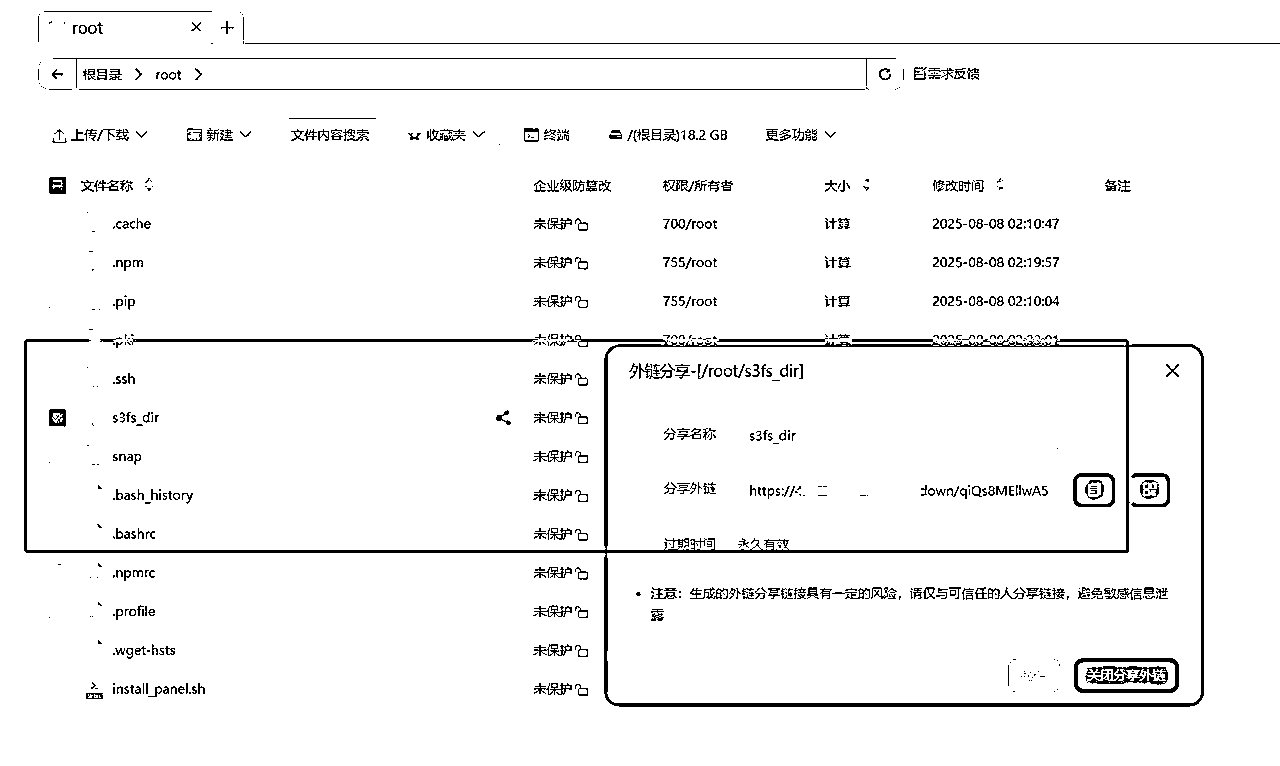 root
根目录 root
需求反馈
上传/下载 新建 文件内容搜索 收藏夹 终端 /(根目录)18.2 GB 更多功能
文件名称 企业级防篡改 权限/所有者 大小 修改时间 备注
.cache 未保护 700/root 计算 2025-08-08 02:10:47
.npm 未保护 755/root 计算 2025-08-08 02:19:57
.pip 未保护 755/root 计算 2025-08-08 02:10:04
.ssh 未保护
s3fs_dir 未保护
snap 未保护
.bash_history 未保护
.bashrc 未保护
.npmrc 未保护
.profile 未保护
.wget-hsts 未保护
install_panel.sh 未保护
外链分享-[/root/s3fs_dir]
分享名称 s3fs_dir
分享外链 https:// down/qiQs8MEllwA5
过期时间 永久有效
注意：生成的外链分享链接具有一定的风险，请仅与可信任的人分享链接，避免敏感信息泄
露
关闭分享外链